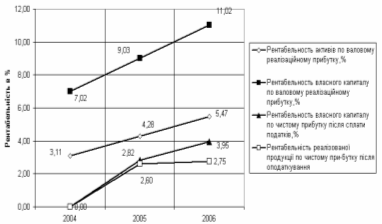 12,00
10,00
8,00
6,00
4,00
2,00
0,00
Рентабельность в %
11,02
9,03
7,02
5,47
4,28
3,11
3,95
2,82
2,75
2,60
0,00
2004
2005
2006
Рентабельність активів по валовому
реалізаційному прибутку,%
Рентабельність власного капиталу
по валовому реалізаційному
прибутку,%
Рентабельність власного капиталу
по чистому прибутку після сплати
податків,%
Рентабельність реалізованої
продукції по чистому при-бутку після
оподаткування